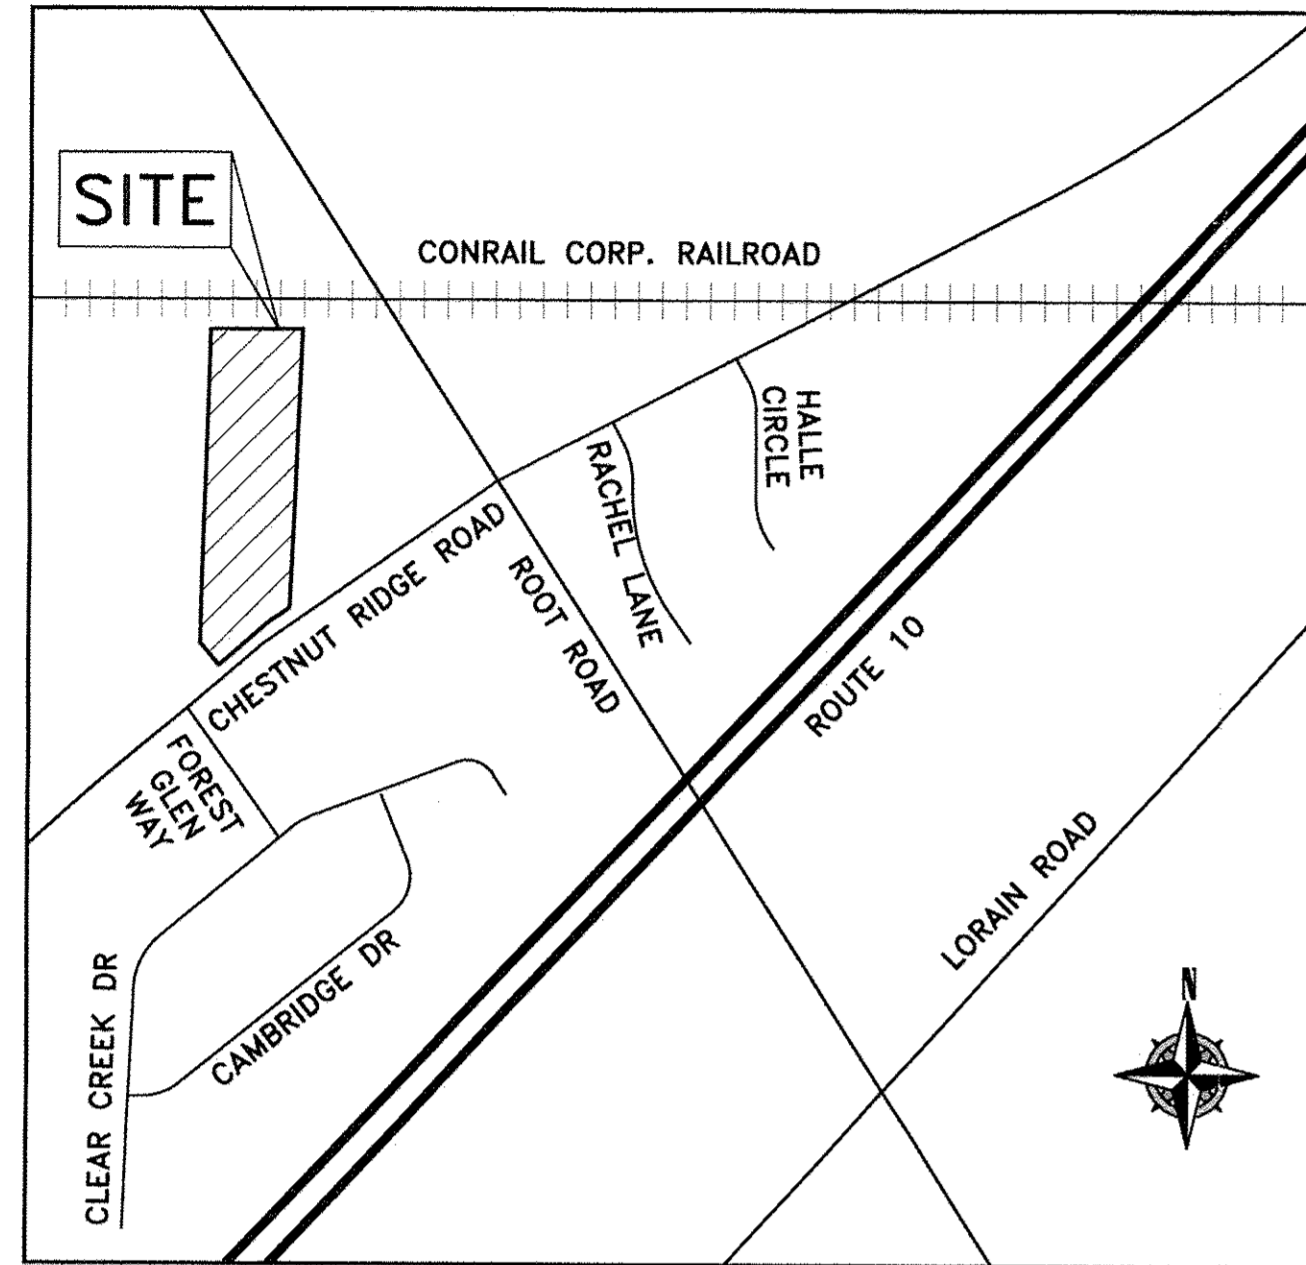 SITE
CONRAIL CORP. RAILROAD
HALLE
CIRCLE
RACHEL LANE
CHESTNUT RIDGE ROAD
ROOT ROAD
ROUTE 10
FOREST
GLEN
WAY
LORAIN ROAD
CAMBRIDGE DR
CLEAR CREEK DR
N